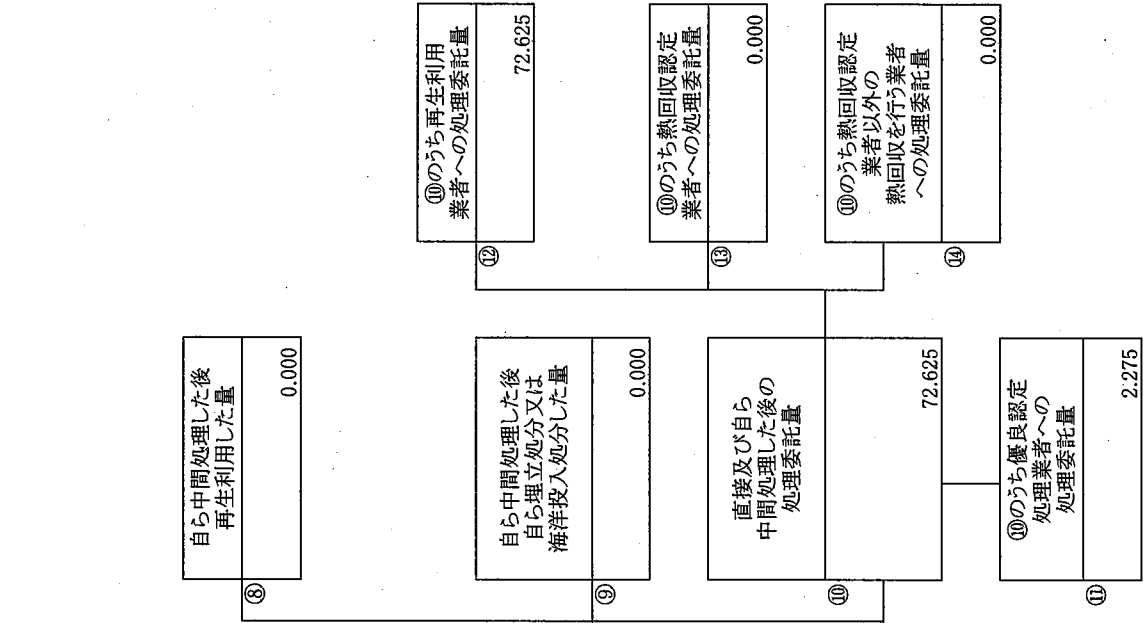 ⑧
自ら中間処理した後
再生利用した量
0.000
⑨
自ら中間処理した後
自ら埋立処分又は
海洋投入処分した量
0.000
⑩
直接及び自ら
中間処理した後の
処理委託量
72.625
⑪
⑩のうち優良認定
処理業者への
処理委託量
2.275
⑫
⑩のうち再生利用
業者への処理委託量
72.625
⑬
⑩のうち熱回収認定
業者への処理委託量
0.000
⑭
⑩のうち熱回収認定
業者以外の
熱回収を行う業者
への処理委託量
0.000